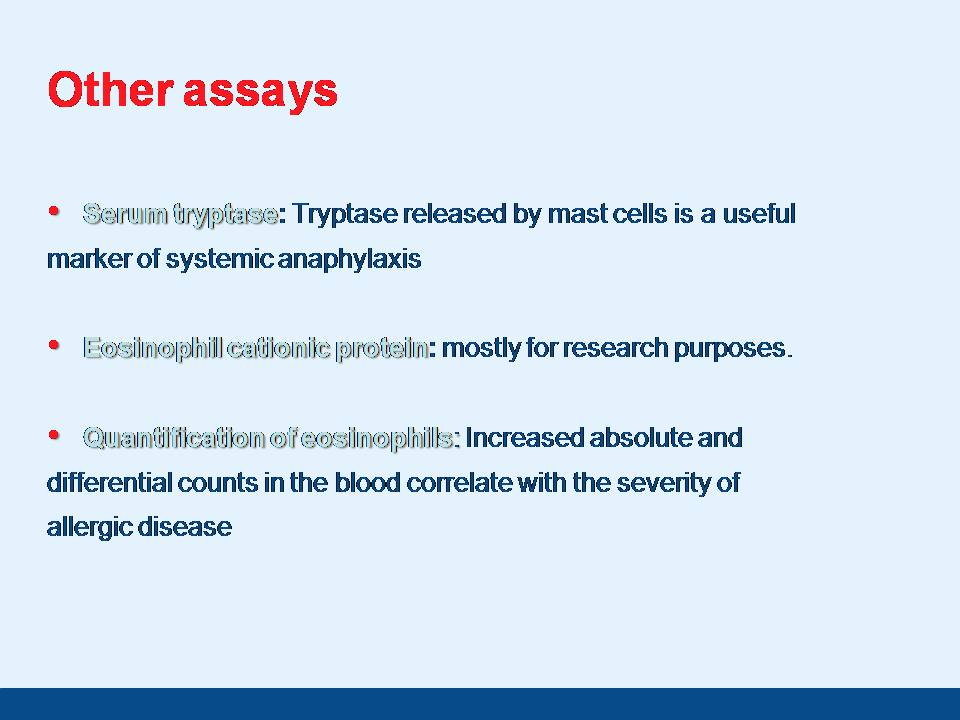 Other assays
• Serum tryptase: Tryptase released by mast cells is a useful
marker of systemic anaphylaxis
• Eosinophil cationic protein: mostly for research purposes.
• Quantification of eosinophils: Increased absolute and
differential counts in the blood correlate with the severity of
allergic disease